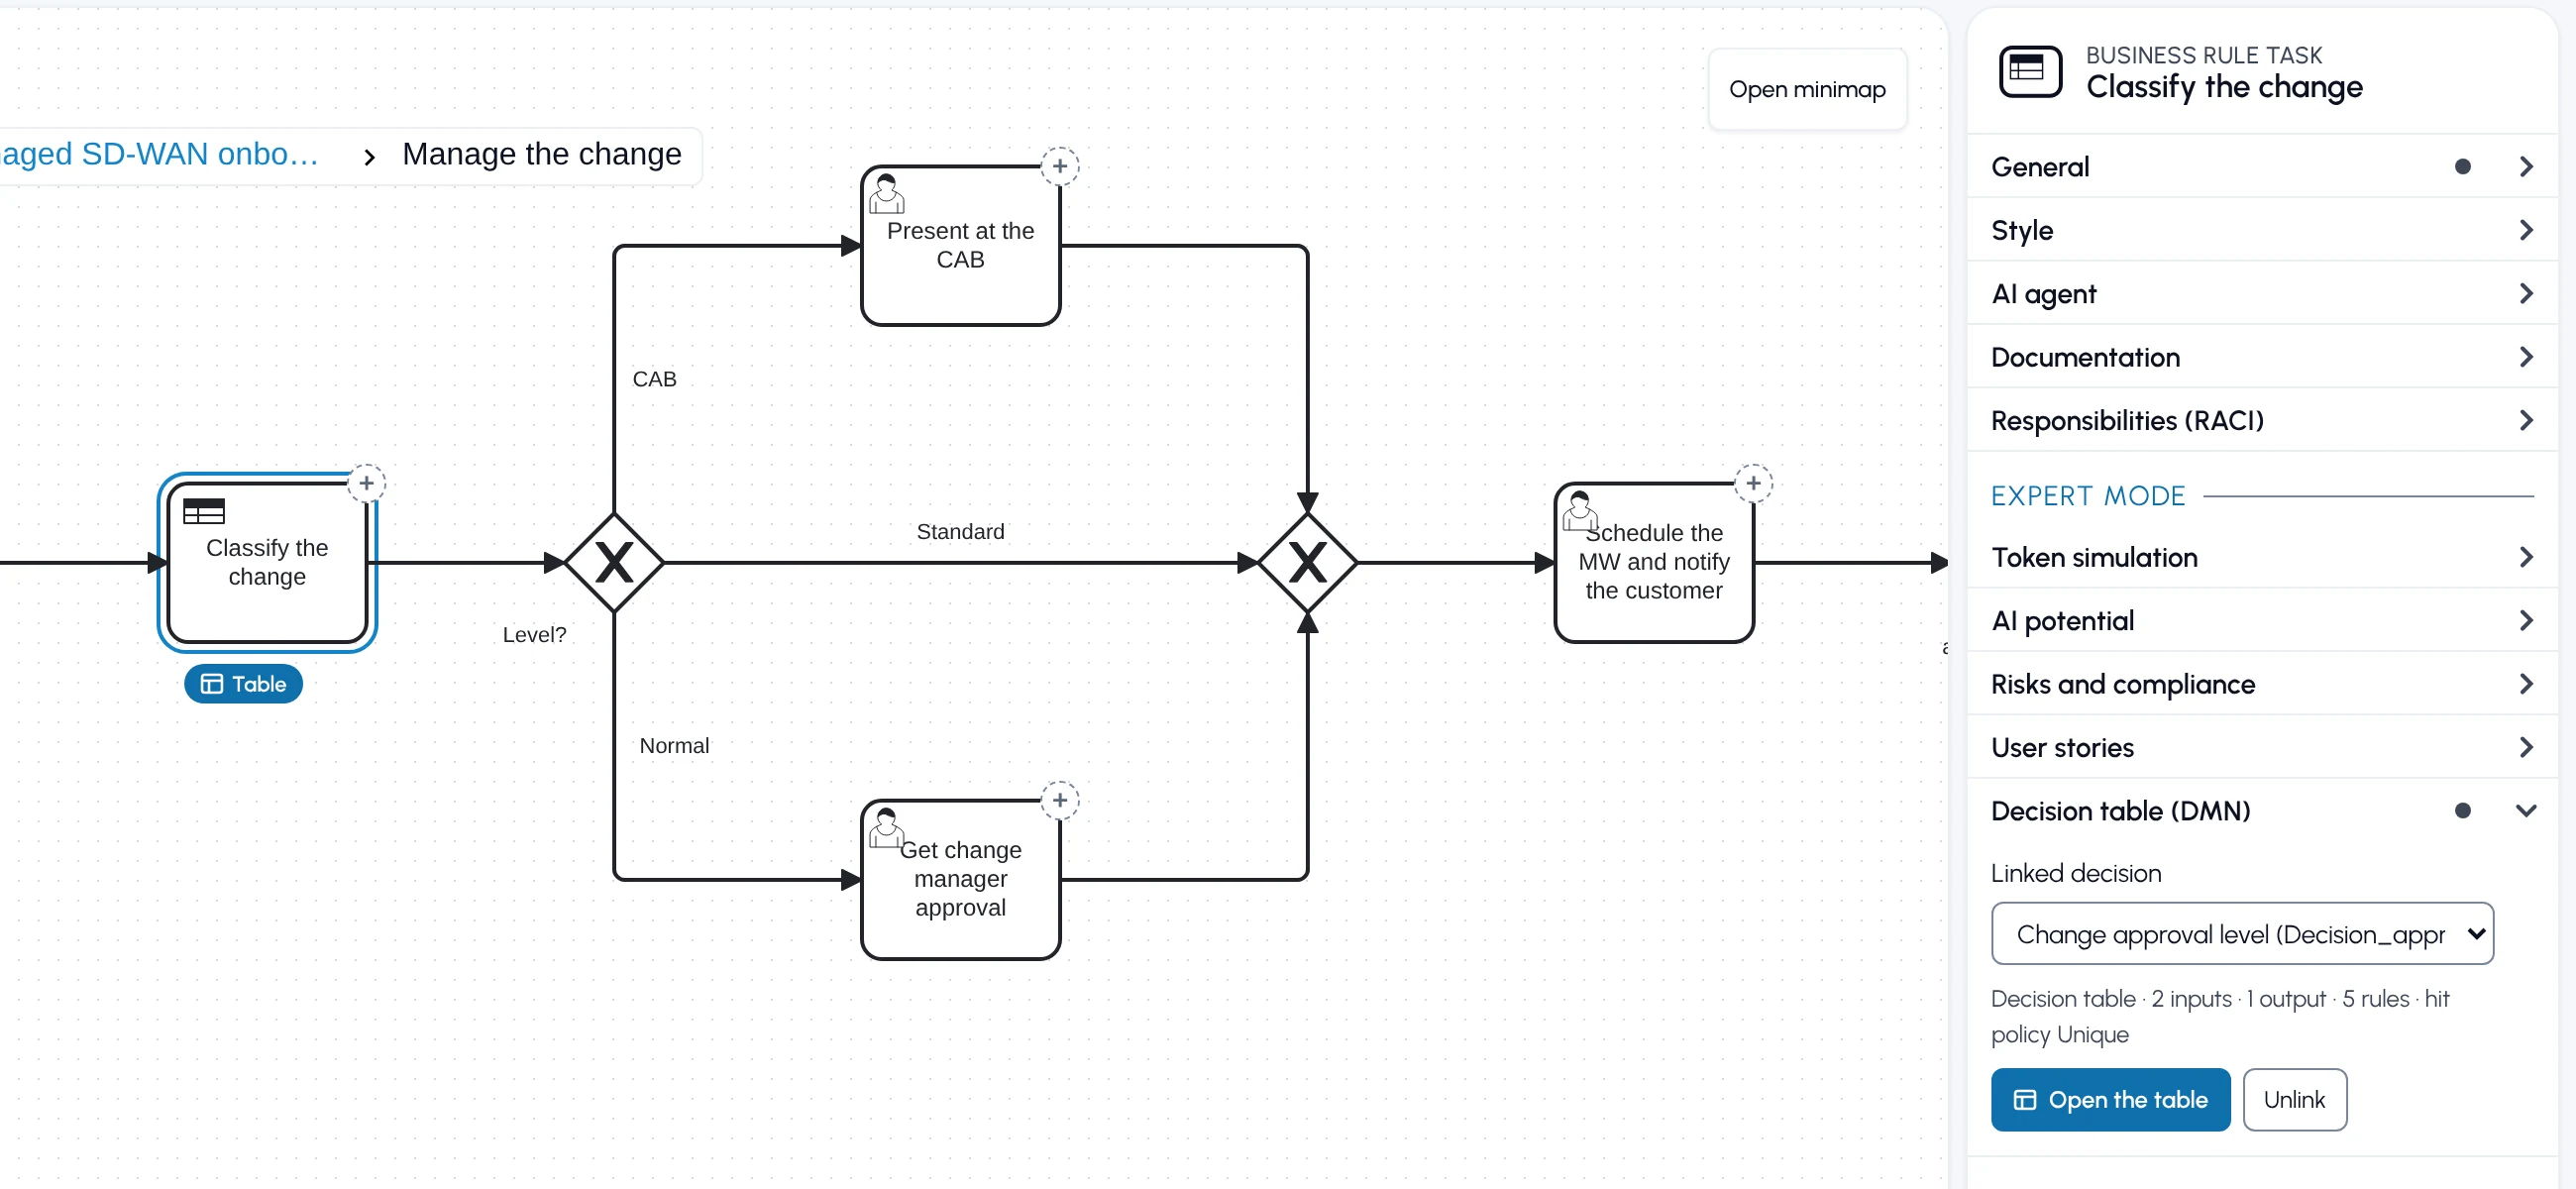 Open minimap
aged SD-WAN onbo… › Manage the change
Present at the
CAB
CAB
Standard
Classify the
change
Table
Level?
Normal
Get change
manager
approval
Schedule the
MW and notify
the customer
BUSINESS RULE TASK
Classify the change
General
Style
AI agent
Documentation
Responsibilities (RACI)
EXPERT MODE
Token simulation
AI potential
Risks and compliance
User stories
Decision table (DMN)
Linked decision
Change approval level (Decision_appr
Decision table · 2 inputs · 1 output · 5 rules · hit
policy Unique
Open the table
Unlink